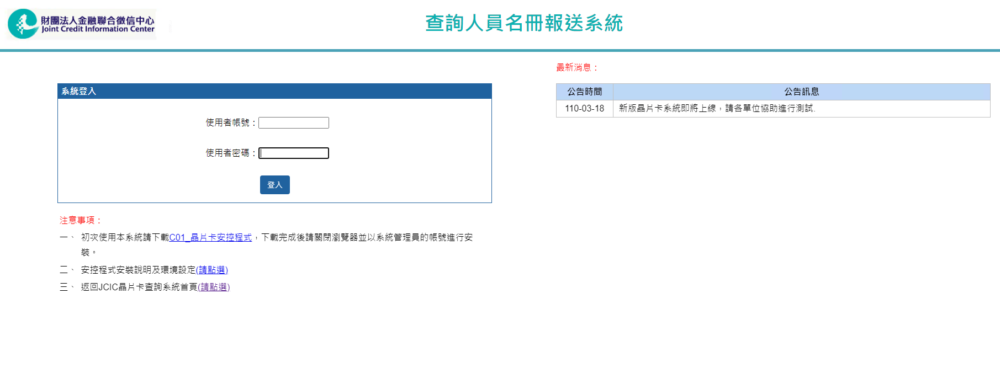 財團法人金融聯合徵信中心
Joint Credit Information Center
查詢人員名冊報送系統
系統登入
使用者帳號：
使用者密碼：
登入
注意事項：
一、 初次使用本系統請下載C01_晶片卡安控程式，下載完成後請關閉瀏覽器並以系統管理員的帳號進行安
裝。
二、 安控程式安裝說明及環境設定(請點選)
三、 返回JCIC晶片卡查詢系統首頁(請點選)
最新消息：
公告時間 公告訊息
110-03-18 新版晶片卡系統即將上線，請各單位協助進行測試.